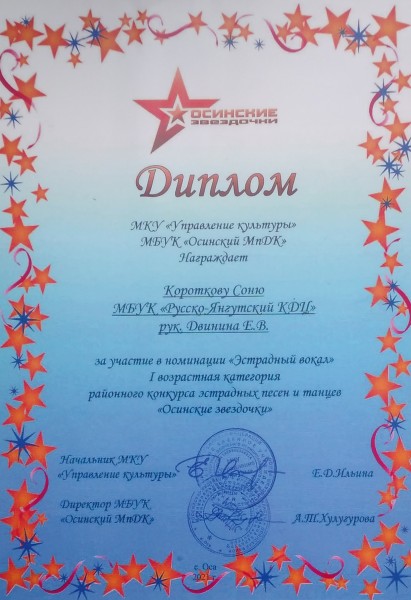 ОСИНСКИЕ
ЗВЕЗДОЧКИ
Диплом
МКУ «Управление культуры»
МБУК «Осинский МпДК»
Награждает
Короткову Соню
МБУК «Русско-Янгутский КДЦ»
рук. Двинина Е.В.
за участие в номинации «Эстрадный вокал»
I возрастная категория
районного конкурса эстрадных песен и танцев
«Осинские звездочки»
Начальник МКУ
«Управление культуры»
Е.Д.Ильина
Директор МБУК
«Осинский МпДК»
А.Т.Хулугурова
с. Оса